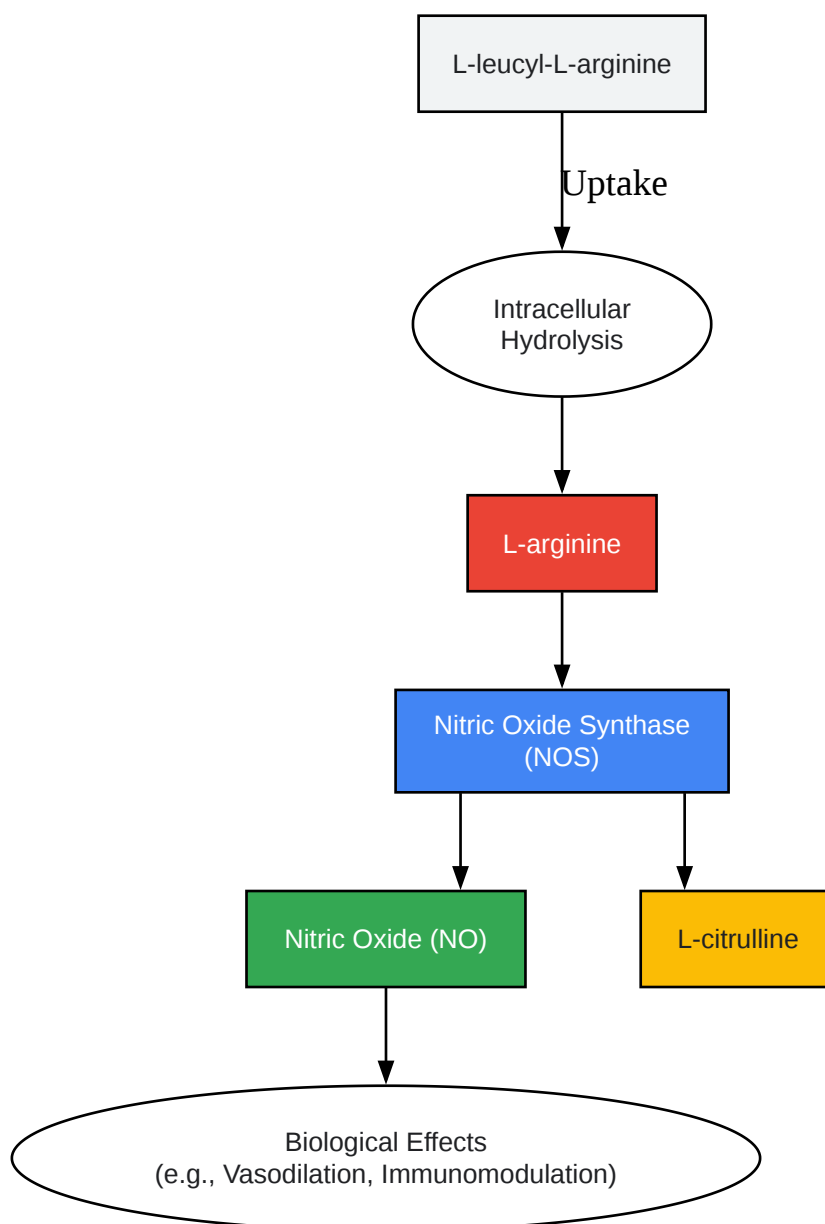 L-leucyl-L-arginine
Uptake
Intracellular
Hydrolysis
L-arginine
Nitric Oxide Synthase
(NOS)
Nitric Oxide (NO)
L-citrulline
Biological Effects
(e.g., Vasodilation, Immunomodulation)